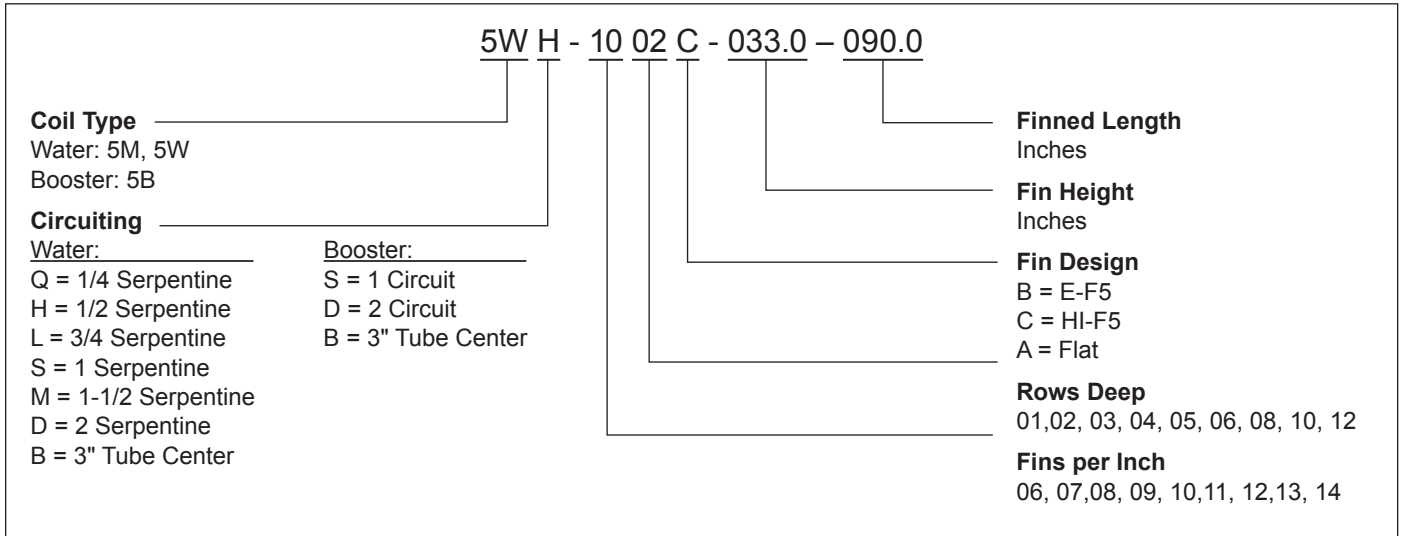 5W H - 10 02 C - 033.0 – 090.0
Coil Type
Water: 5M, 5W
Booster: 5B
Circuiting
Water:
Q = 1/4 Serpentine
H = 1/2 Serpentine
L = 3/4 Serpentine
S = 1 Serpentine
M = 1-1/2 Serpentine
D = 2 Serpentine
B = 3" Tube Center
Booster:
S = 1 Circuit
D = 2 Circuit
B = 3" Tube Center
Finned Length
Inches
Fin Height
Inches
Fin Design
B = E-F5
C = HI-F5
A = Flat
Rows Deep
01,02, 03, 04, 05, 06, 08, 10, 12
Fins per Inch
06, 07,08, 09, 10,11, 12,13, 14